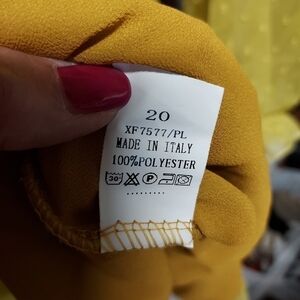 20
XF7577/PL
MADE IN ITALY
100%POLYESTER
30° P